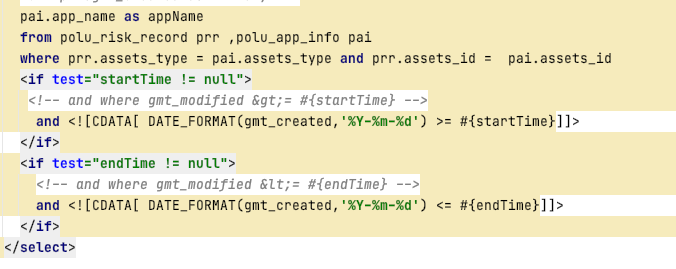 pai.app_name as appName
from polu_risk_record prr ,polu_app_info pai
where prr.assets_type = pai.assets_type and prr.assets_id =  pai.assets_id
<if test="startTime != null">
<!-- and where gmt_modified &gt;= #{startTime} -->
and <![CDATA[ DATE_FORMAT(gmt_created,'%Y-%m-%d') >= #{startTime}]]>
</if>
<if test="endTime != null">
<!-- and where gmt_modified &lt;= #{endTime} -->
and <![CDATA[ DATE_FORMAT(gmt_created,'%Y-%m-%d') <= #{endTime}]]>
</if>
</select>